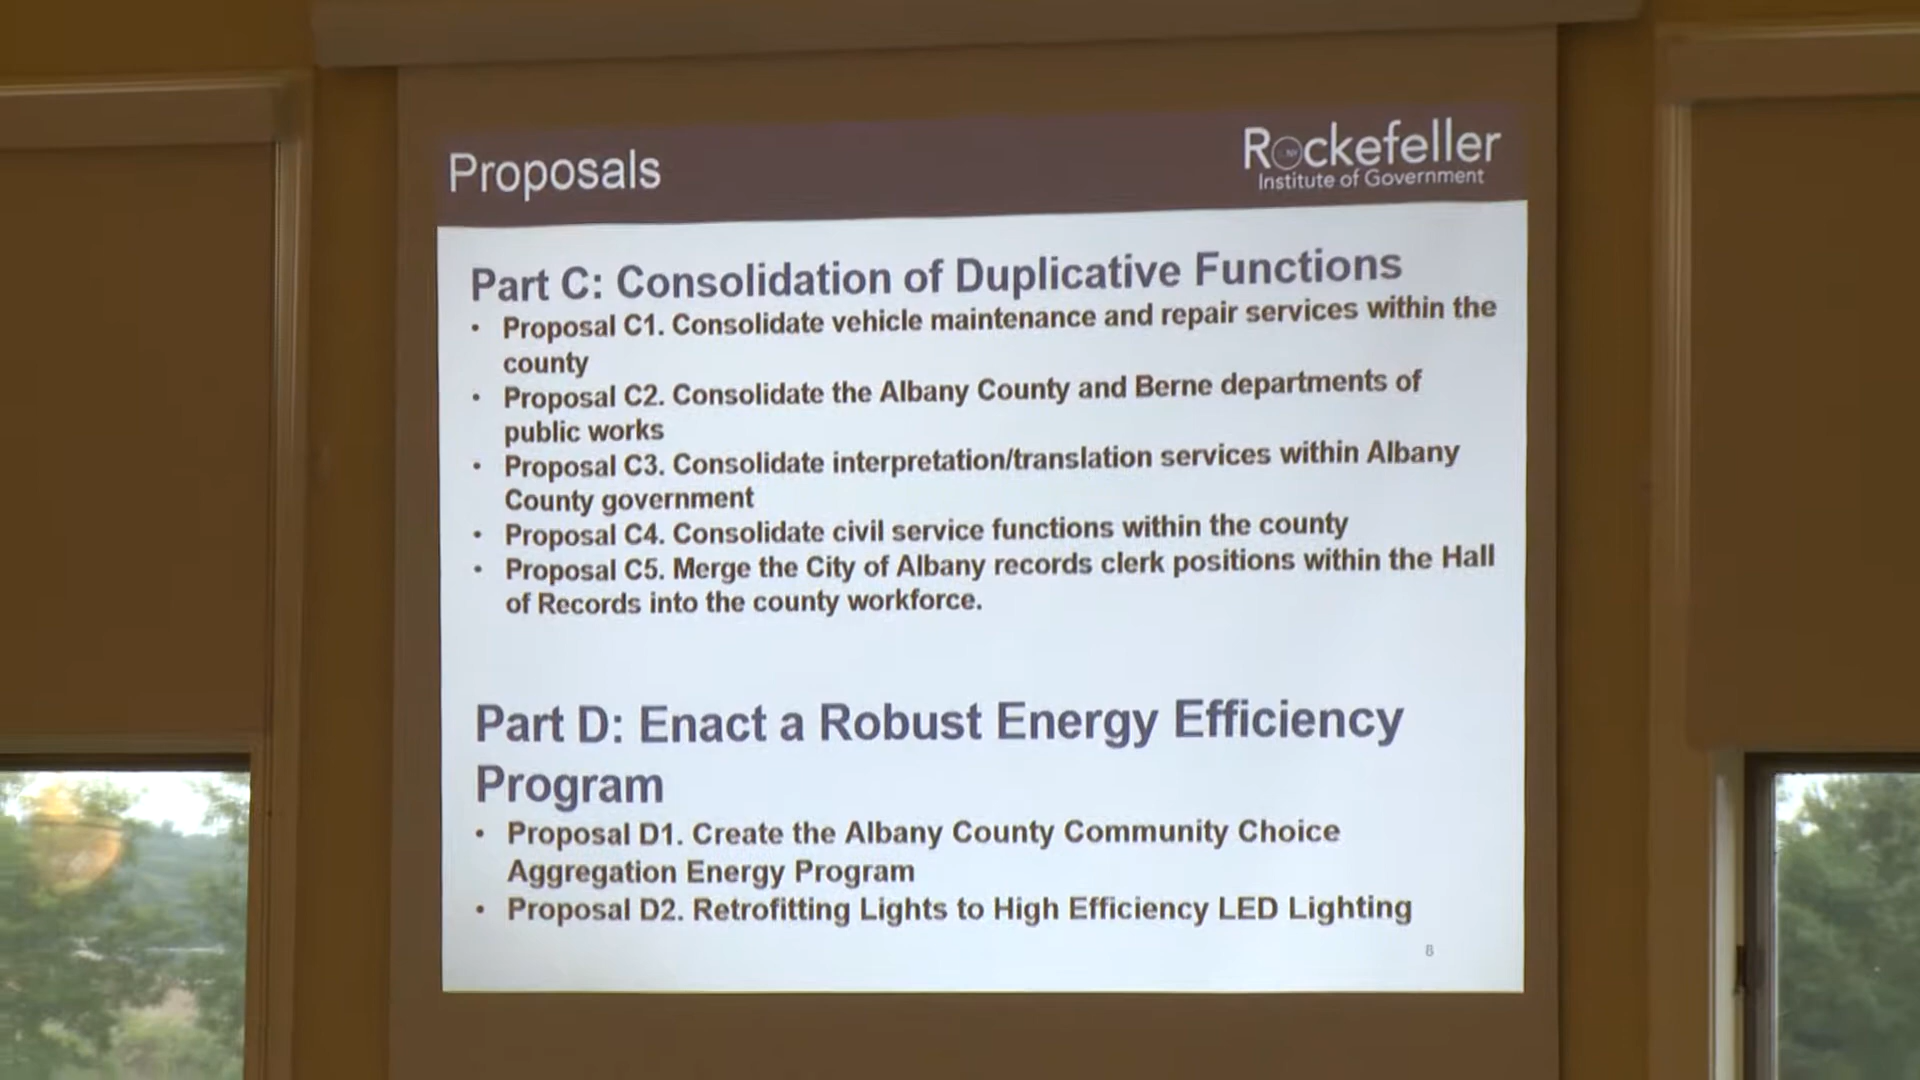 Proposals
Rockefeller
Institute of Government
Part C: Consolidation of Duplicative Functions
• Proposal C1. Consolidate vehicle maintenance and repair services within the
county
• Proposal C2. Consolidate the Albany County and Berne departments of
public works
• Proposal C3. Consolidate interpretation/translation services within Albany
County government
• Proposal C4. Consolidate civil service functions within the county
• Proposal C5. Merge the City of Albany records clerk positions within the Hall
of Records into the county workforce.
Part D: Enact a Robust Energy Efficiency
Program
• Proposal D1. Create the Albany County Community Choice
Aggregation Energy Program
• Proposal D2. Retrofitting Lights to High Efficiency LED Lighting
8